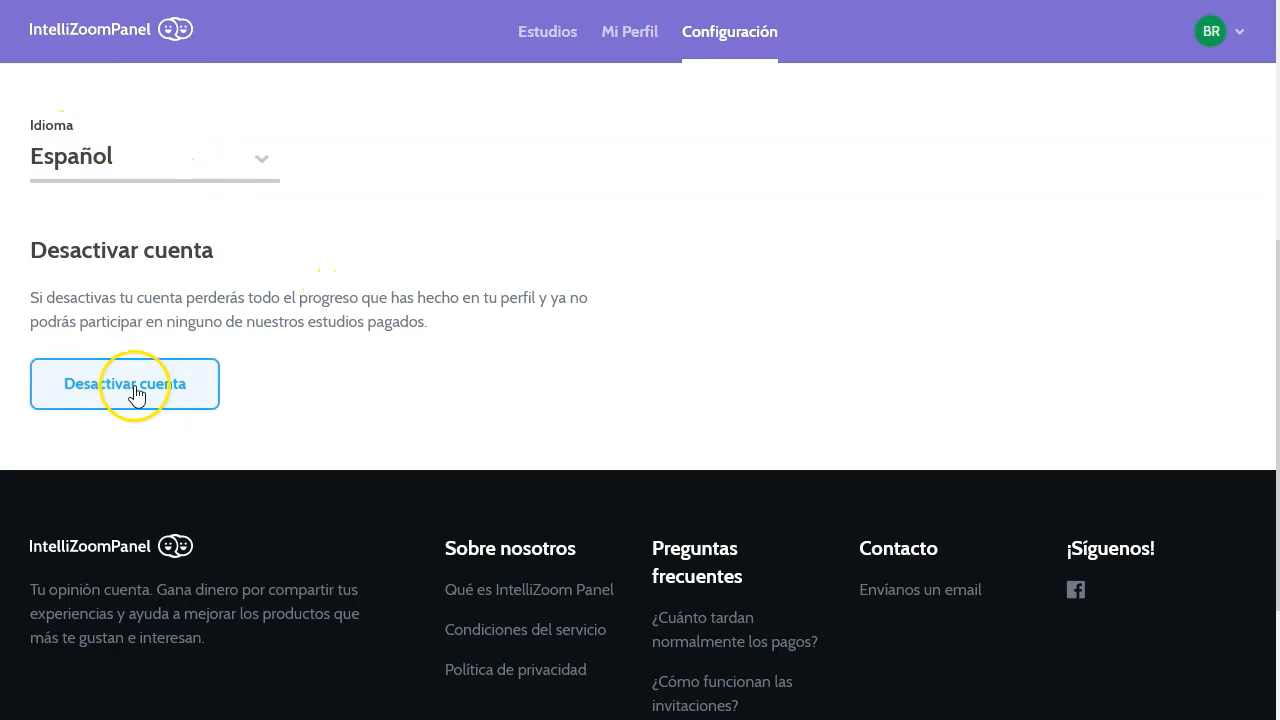 IntelliZoomPanel
Estudios
Mi Perfil
Configuración
BR
Idioma
Español
Desactivar cuenta
Si desactivas tu cuenta perderás todo el progreso que has hecho en tu perfil y ya no
podrás participar en ninguno de nuestros estudios pagados.
Desactivar cuenta
IntelliZoomPanel
Tu opinión cuenta. Gana dinero por compartir tus
experiencias y ayuda a mejorar los productos que
más te gustan e interesan.
Sobre nosotros
Qué es IntelliZoom Panel
Condiciones del servicio
Política de privacidad
Preguntas
frecuentes
¿Cuánto tardan
normalmente los pagos?
¿Cómo funcionan las
invitaciones?
Contacto
Envíanos un email
¡Síguenos!